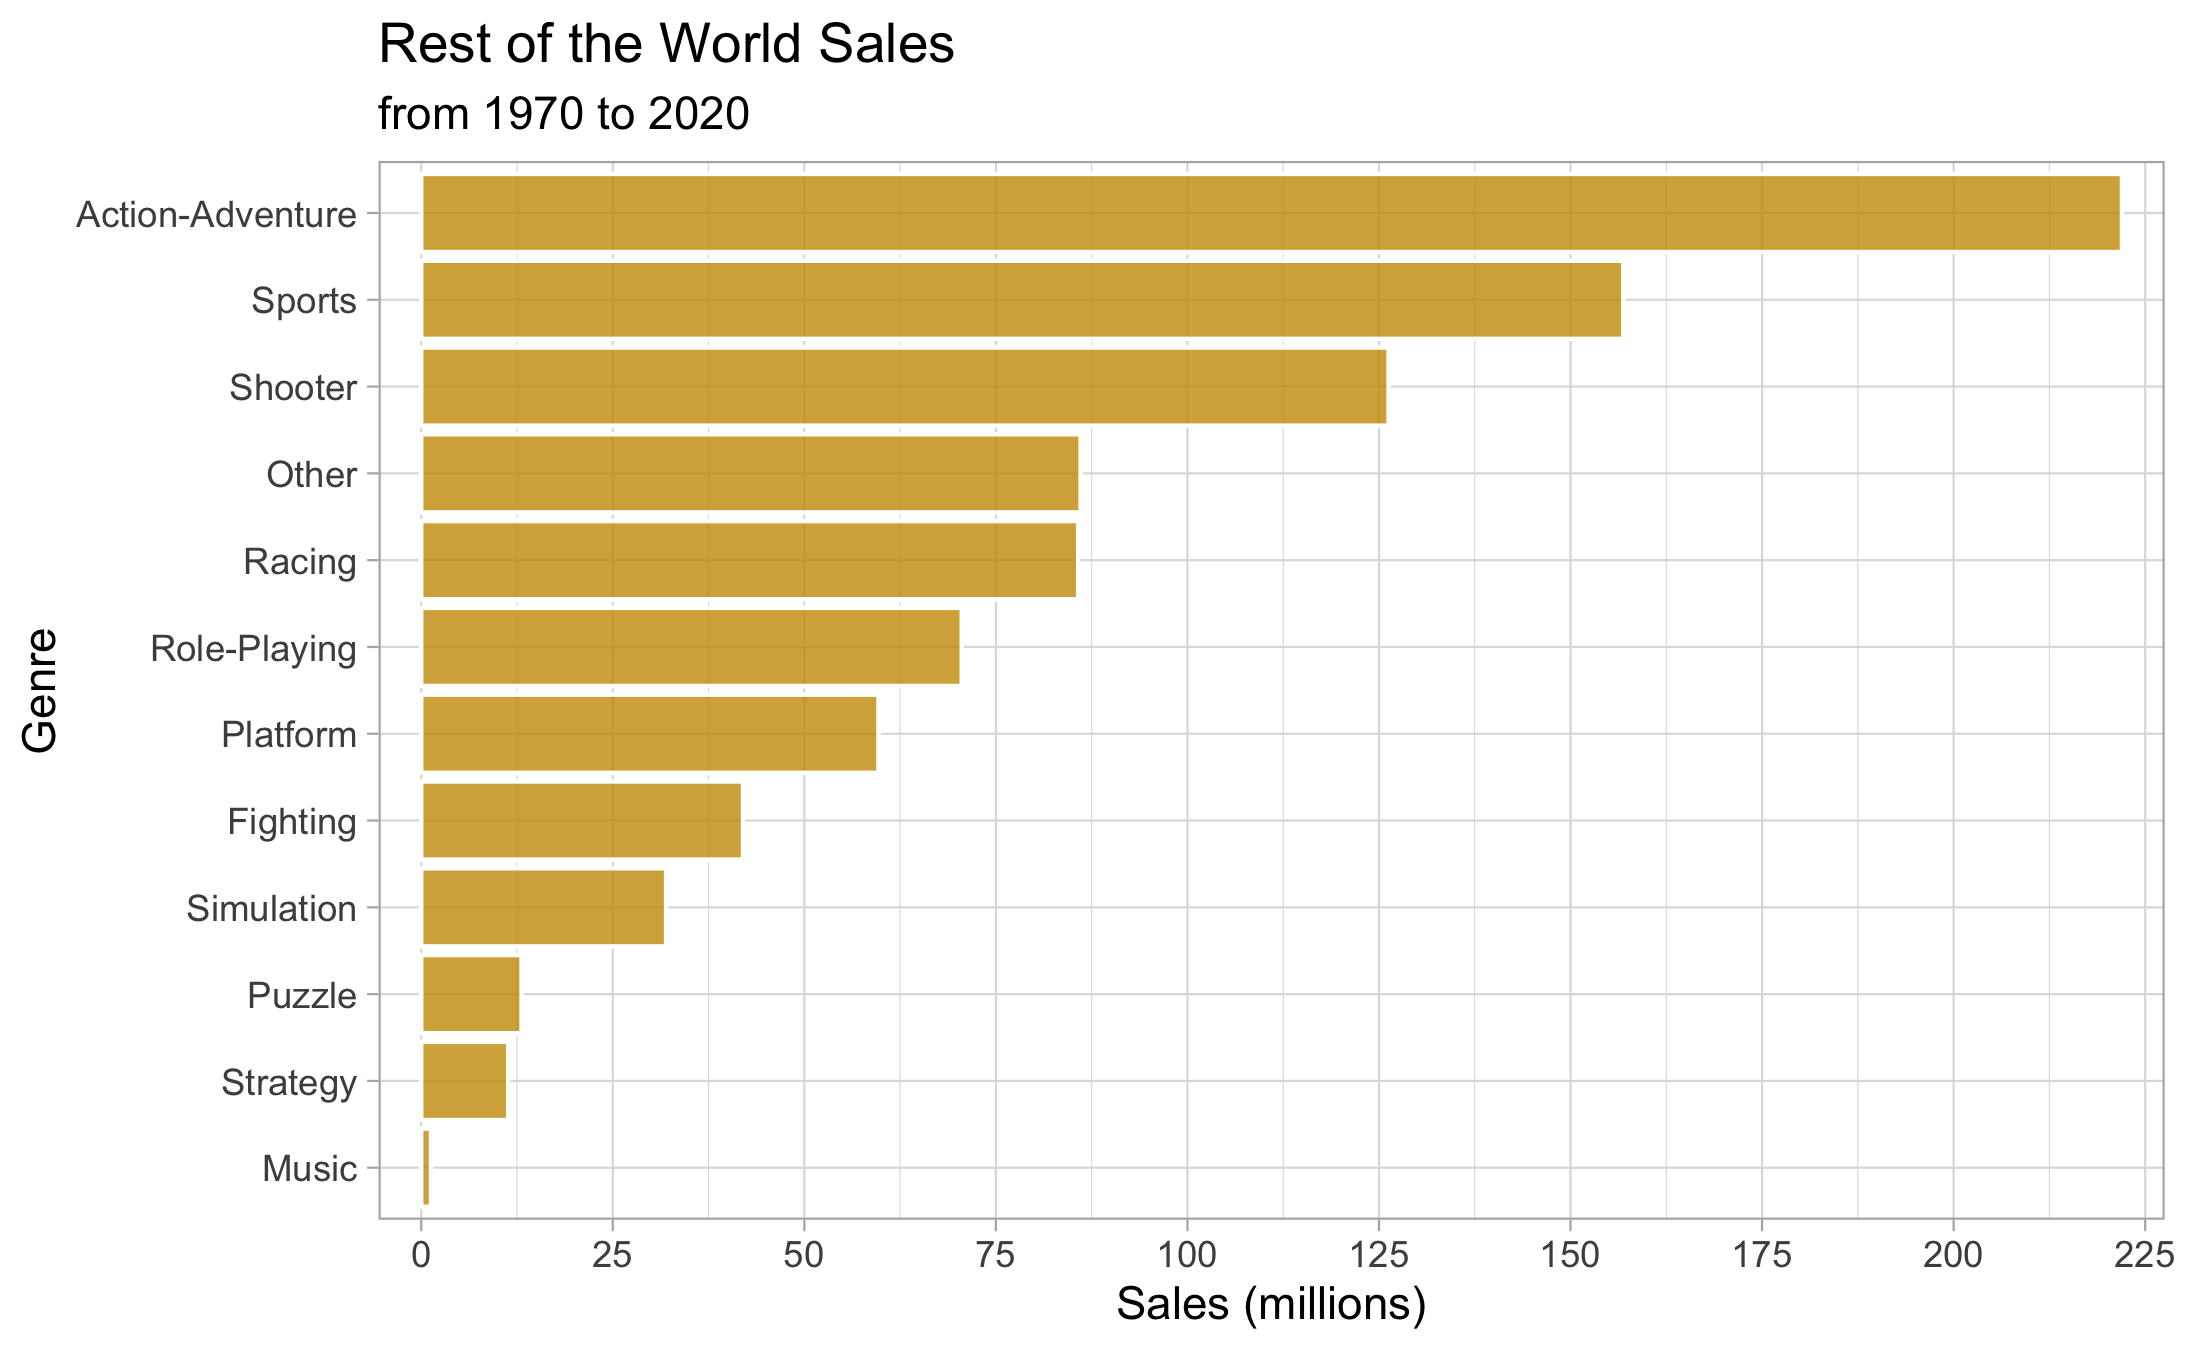 Rest of the World Sales
from 1970 to 2020
Genre
Action-Adventure
Sports
Shooter
Other
Racing
Role-Playing
Platform
Fighting
Simulation
Puzzle
Strategy
Music
0 25 50 75 100 125 150 175 200 225
Sales (millions)